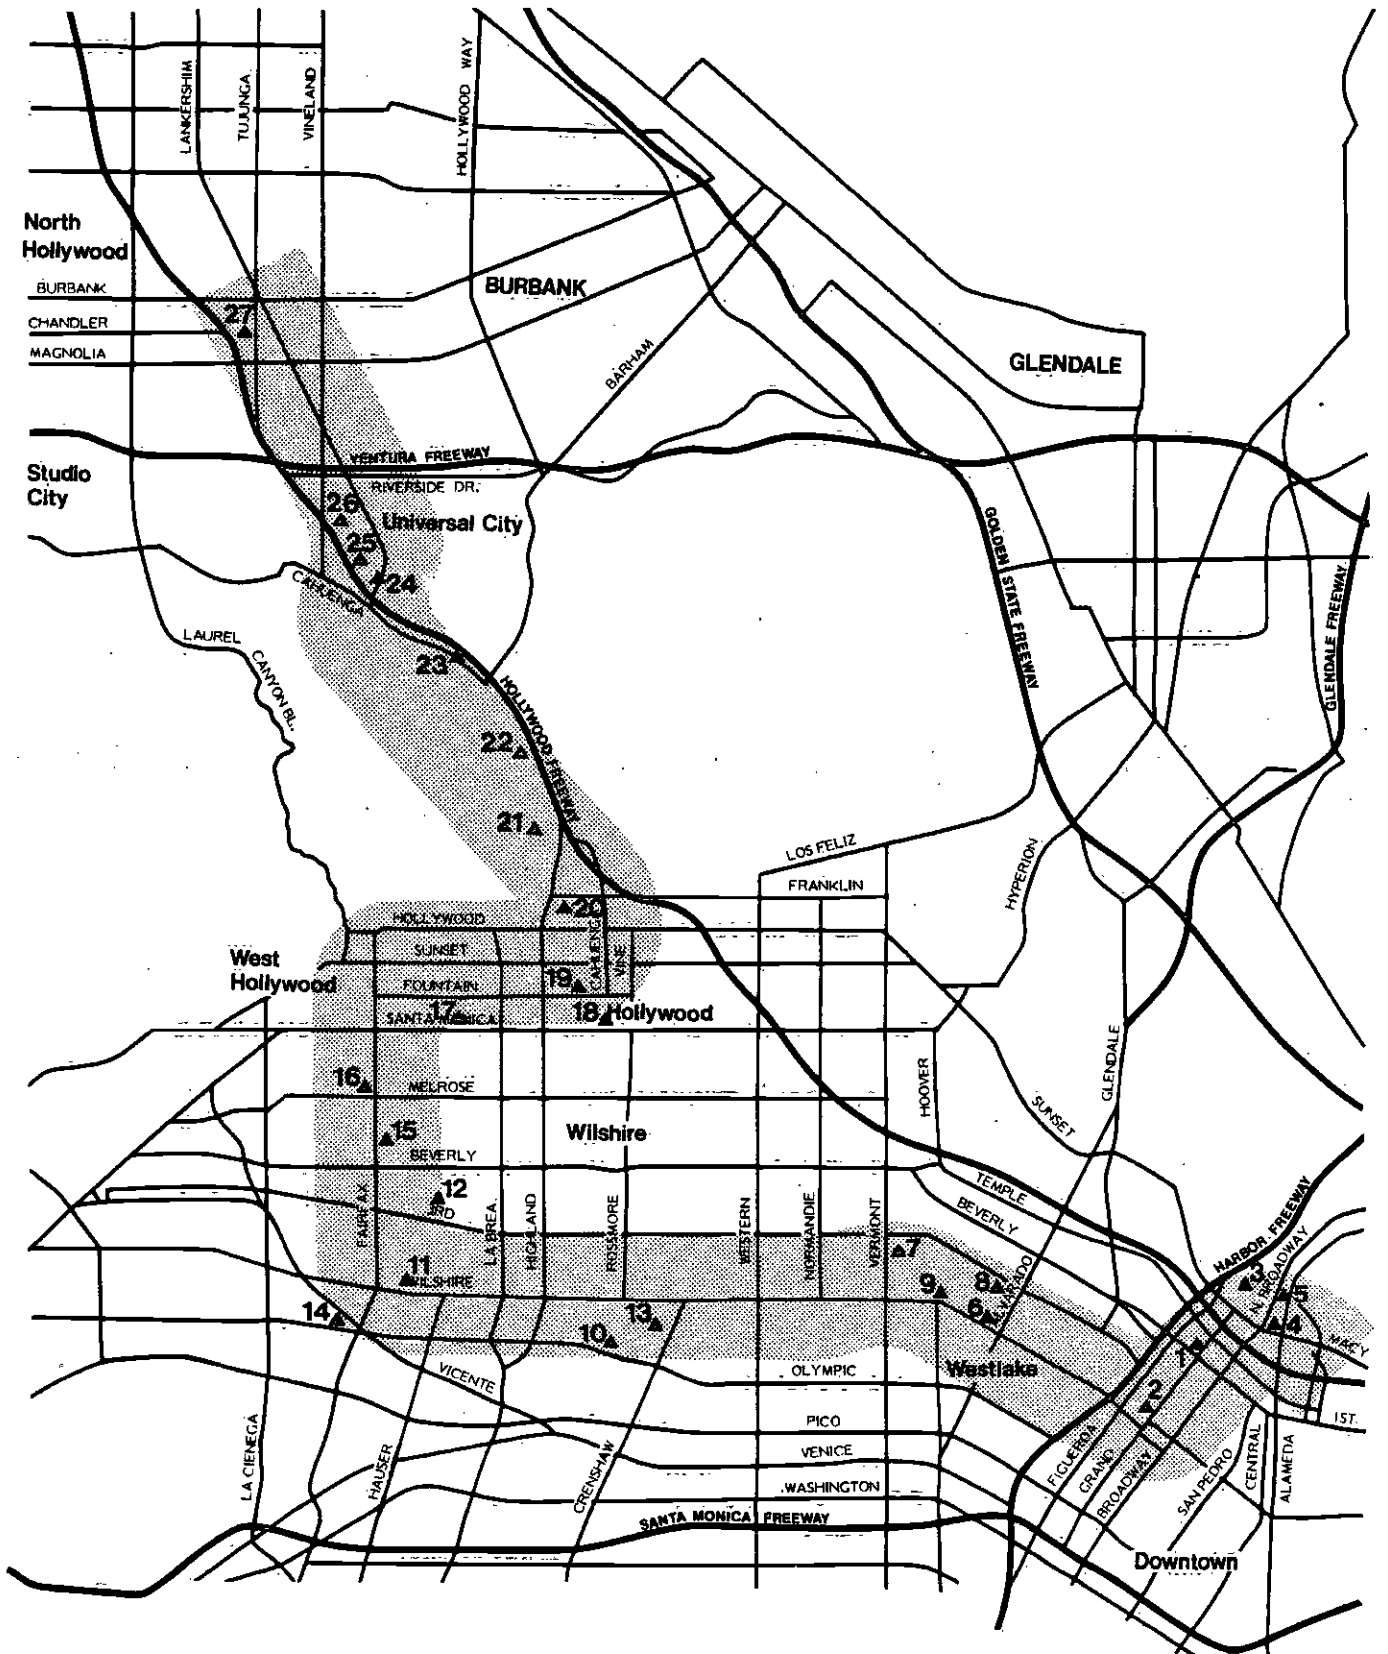 LANKERSHIM
TUJUNGA
VINELAND
HOLLYWOOD WAY
North
Hollywood
BURBANK
BURBANK
27
CHANDLER
MAGNOLIA
BARHAM
GLENDALE
VENTURA FREEWAY
RIVERSIDE DR.
Studio
City
26
Universal City
25
24
CAHUENGA
GOLDEN STATE FREEWAY
GLENDALE FREEWAY
LAUREL
CANYON BL.
23
HOLLYWOOD FREEWAY
22
21
LOS FELIZ
FRANKLIN
HYPERION
20
HOLLYWOOD
CAHUENGA
VINE
SUNSET
West
Hollywood
19
FOUNTAIN
17
SANTA MONICA
18
Hollywood
GLENDALE
HOOVER
SUNSET
16
MELROSE
15
Wilshire
BEVERLY
12
3RD
FAIRFAX
LA BREA
HIGHLAND
ROSSMORE
WESTERN
NORMANDIE
VERMONT
TEMPLE
BEVERLY
HARBOR FREEWAY
N. BROADWAY
7
11
WILSHIRE
9
8
ALVARADO
6
3
5
4
14
13
10
1
MACY
OLYMPIC
Westlake
VICENTE
2
PICO
1ST.
LA CIENEGA
HAUSER
CRENSHAW
VENICE
WASHINGTON
FIGUEROA
GRAND
BROADWAY
SAN PEDRO
CENTRAL
ALAMEDA
SANTA MONICA FREEWAY
Downtown